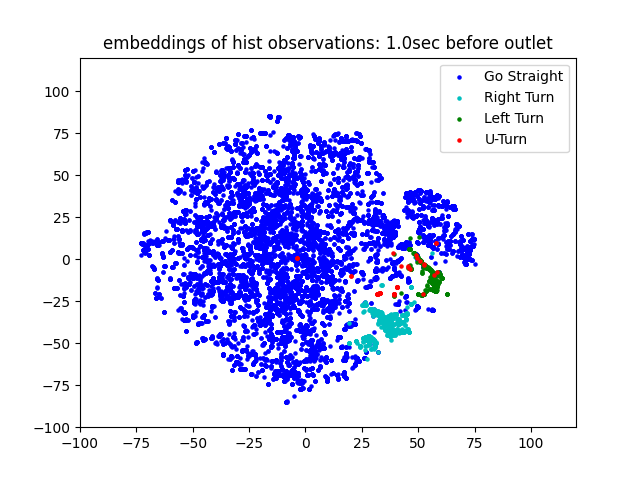 embeddings of hist observations: 1.0sec before outlet
Go Straight
Right Turn
Left Turn
U-Turn
100
75
50
25
0
−25
−50
−75
−100
−100 −75 −50 −25 0 25 50 75 100